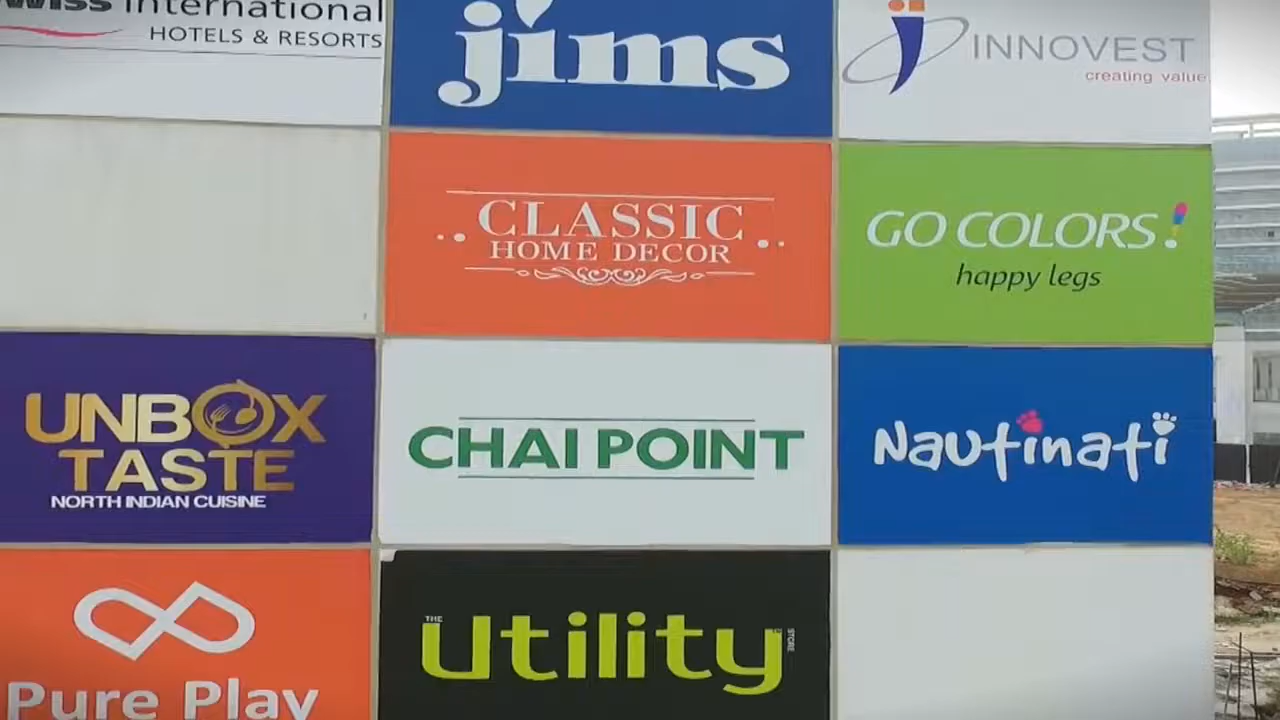 International
HOTELS & RESORTS
jims
INNOVEST
creating value
CLASSIC
HOME DECOR
GO COLORS!
happy legs
UNBOX
TASTE
NORTH INDIAN CUISINE
CHAI POINT
Nautinati
Pure Play
THE
Utility
STORE